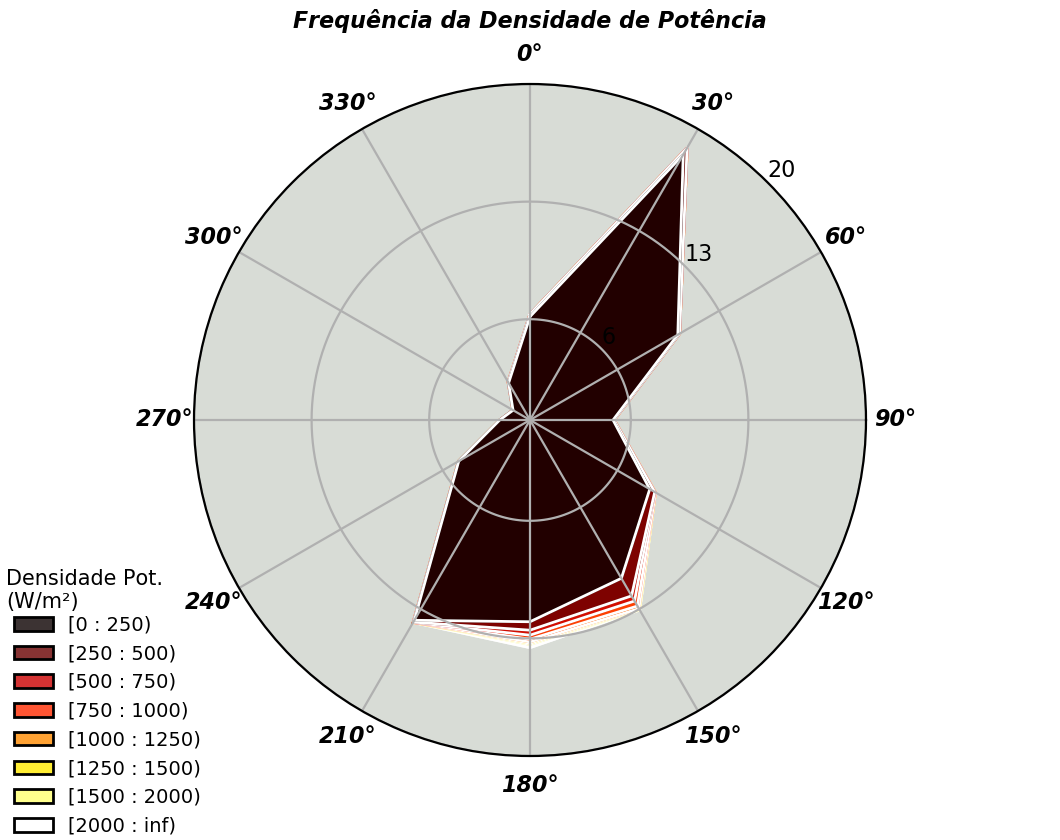 Frequência da Densidade de Potência
0°
330°
30°
20
300°
60°
13
6
270°
90°
240°
120°
210°
150°
180°
Densidade Pot.
(W/m²)
[0 : 250)
[250 : 500)
[500 : 750)
[750 : 1000)
[1000 : 1250)
[1250 : 1500)
[1500 : 2000)
[2000 : inf)